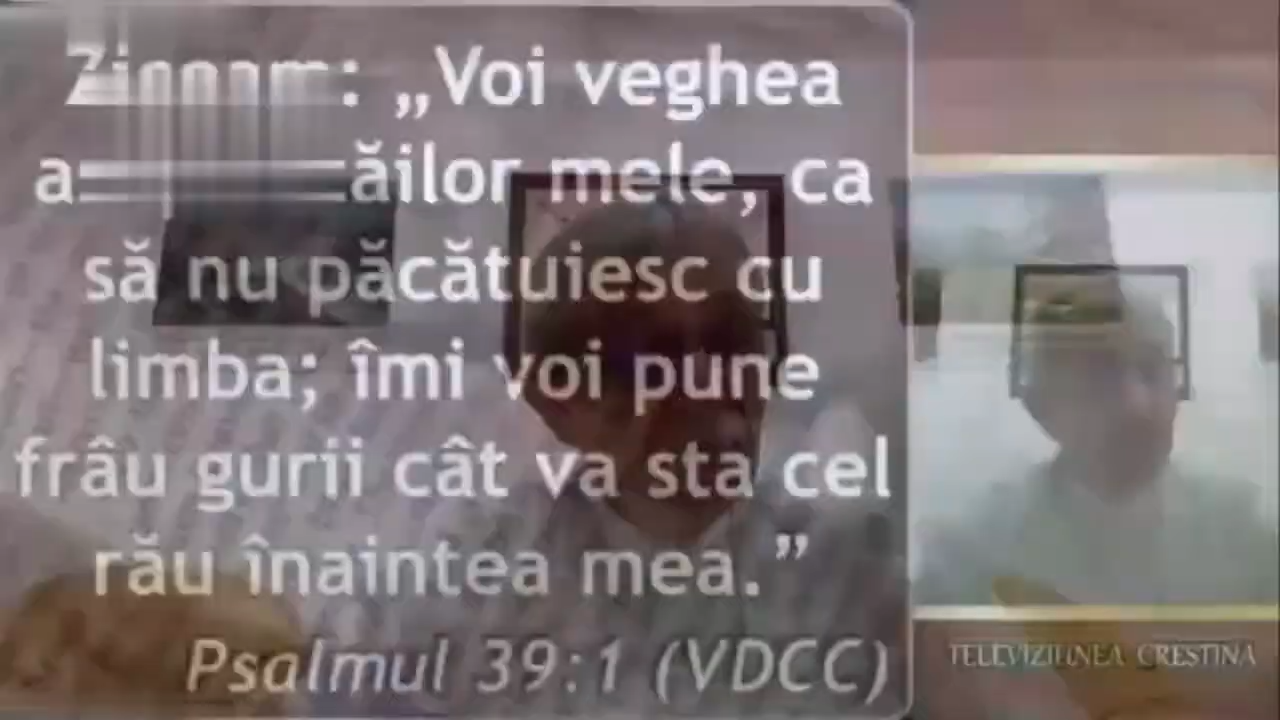 „Voi veghea
mele, ca
să nu păcătuiesc cu
limba; îmi voi pune
frâu gurii cât va sta cel
rău înaintea mea.”
Psalmul 39:1 (VDCC)
TELEVIZIUNEA CRESTINA